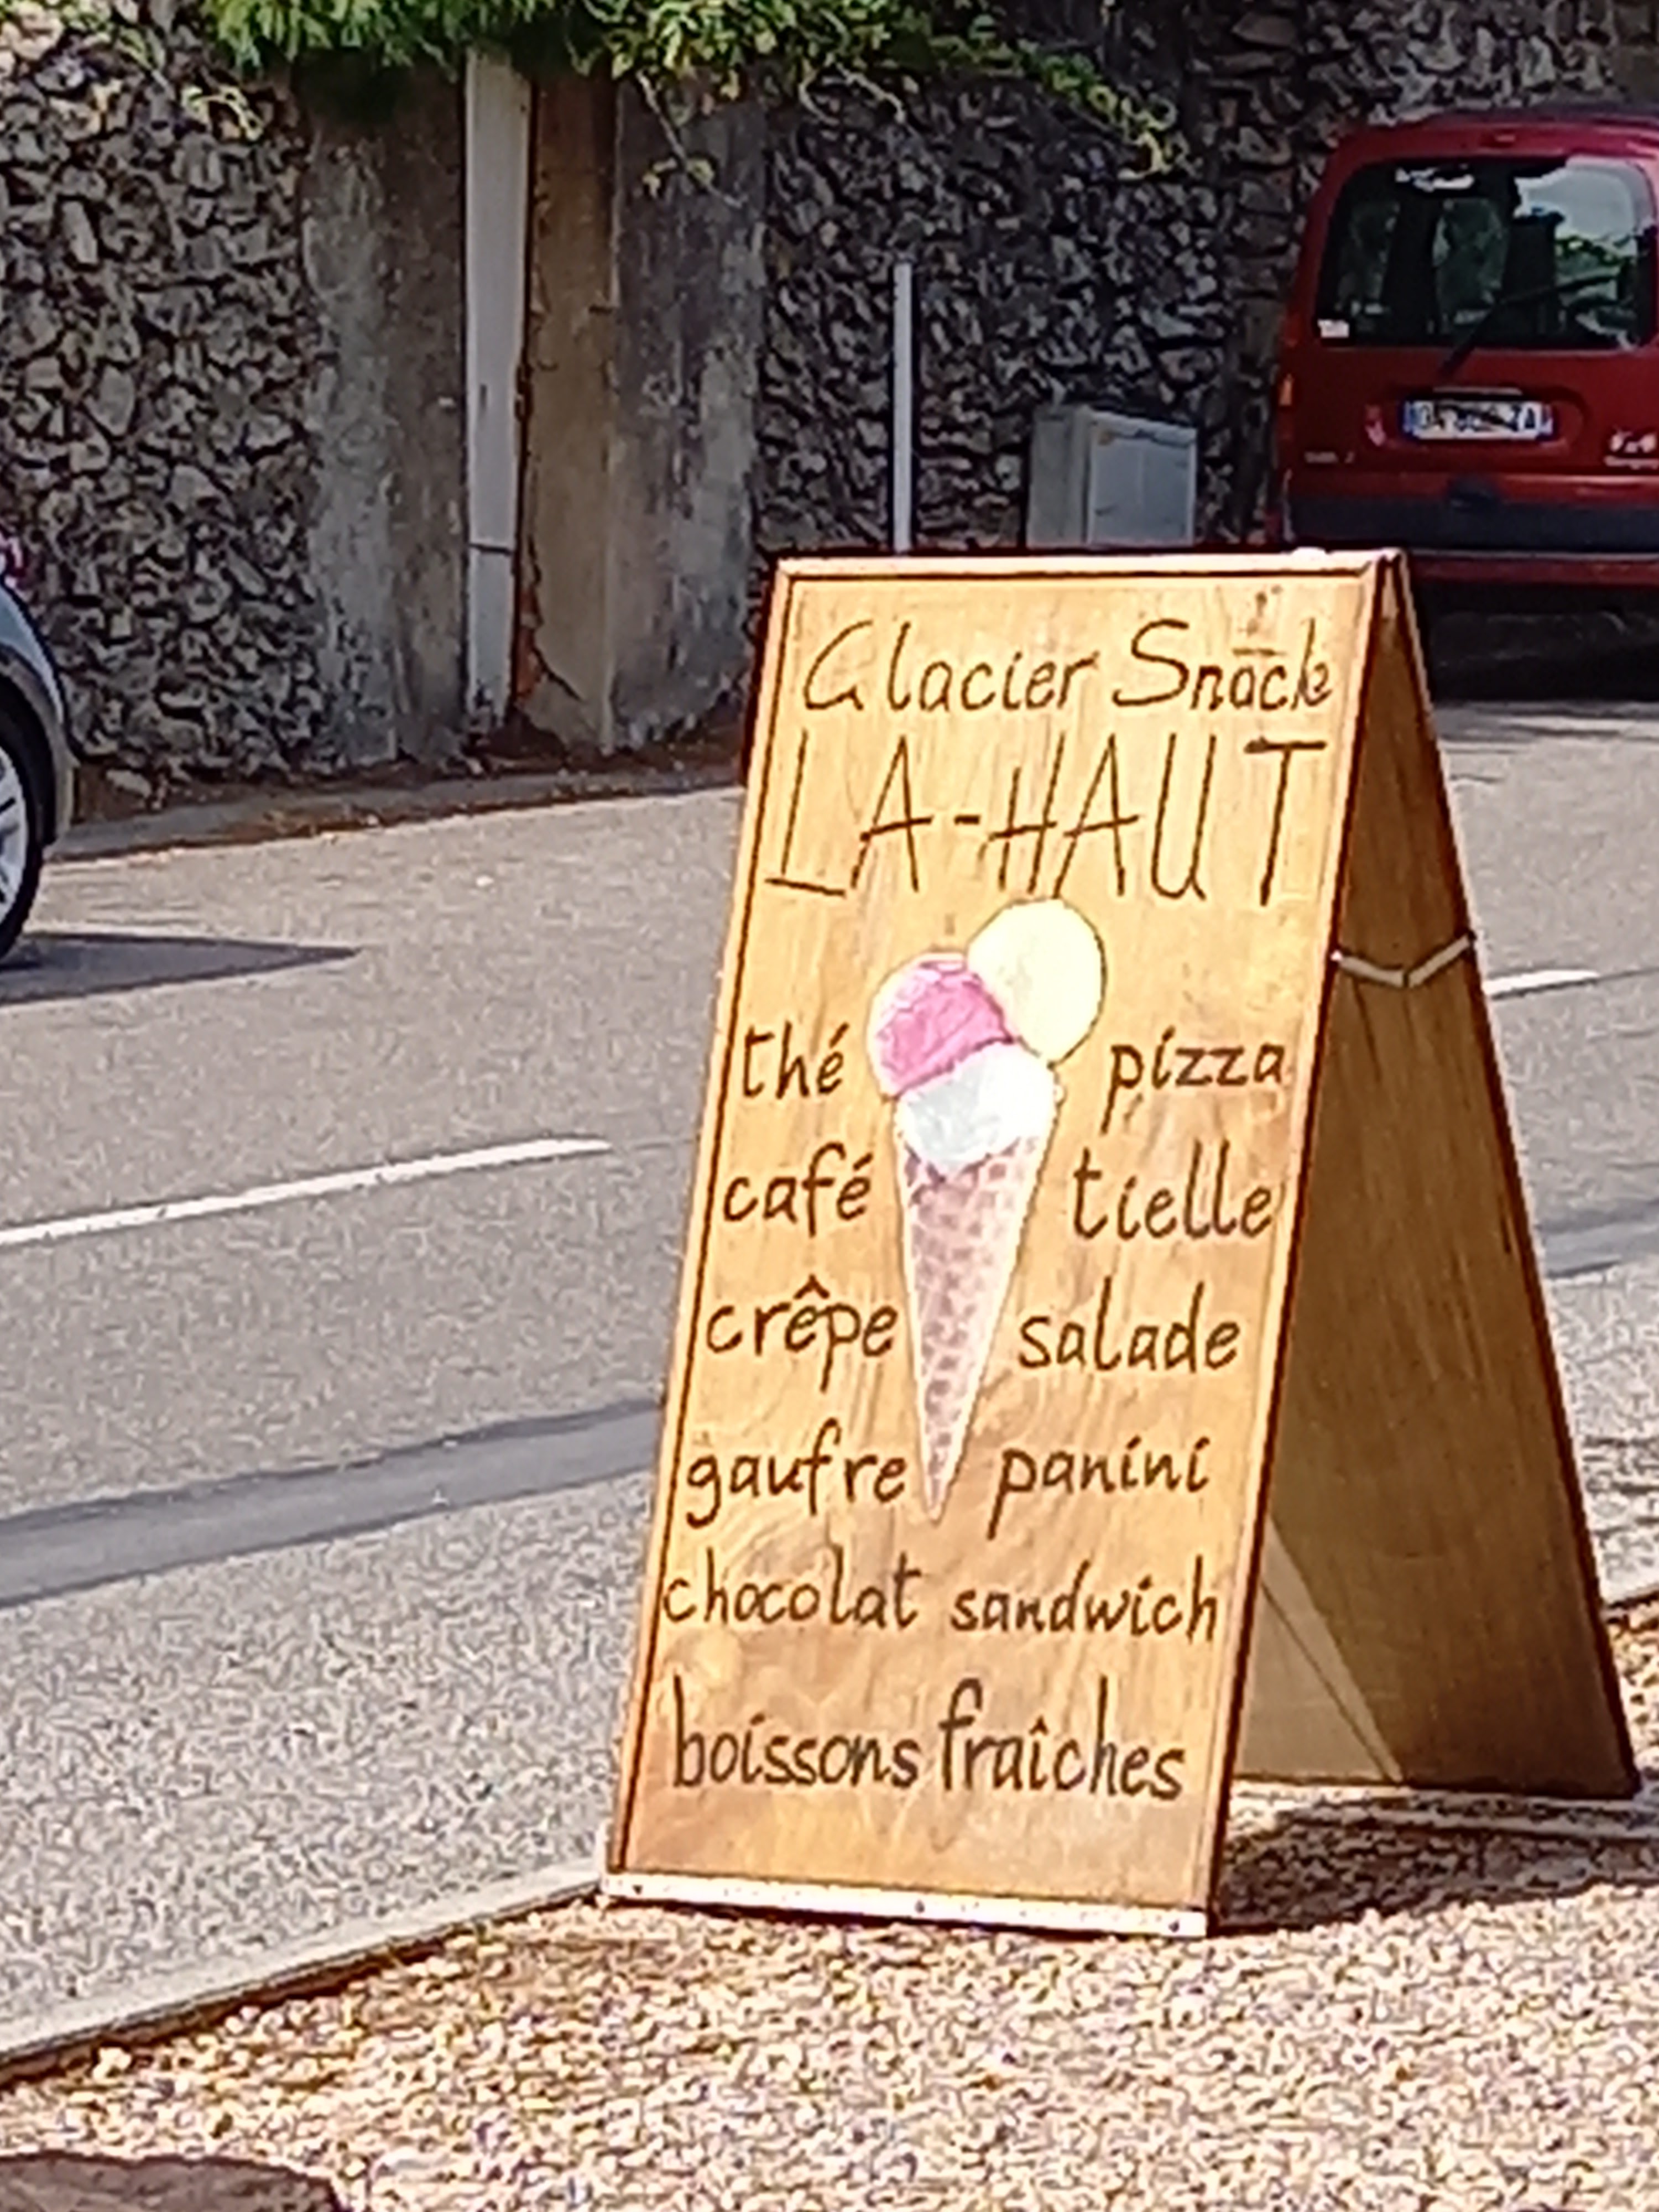 Glacier Snack
LA-HAUT
thé pizza
café tielle
crêpe salade
gaufre panini
chocolat sandwich
boissons fraîches